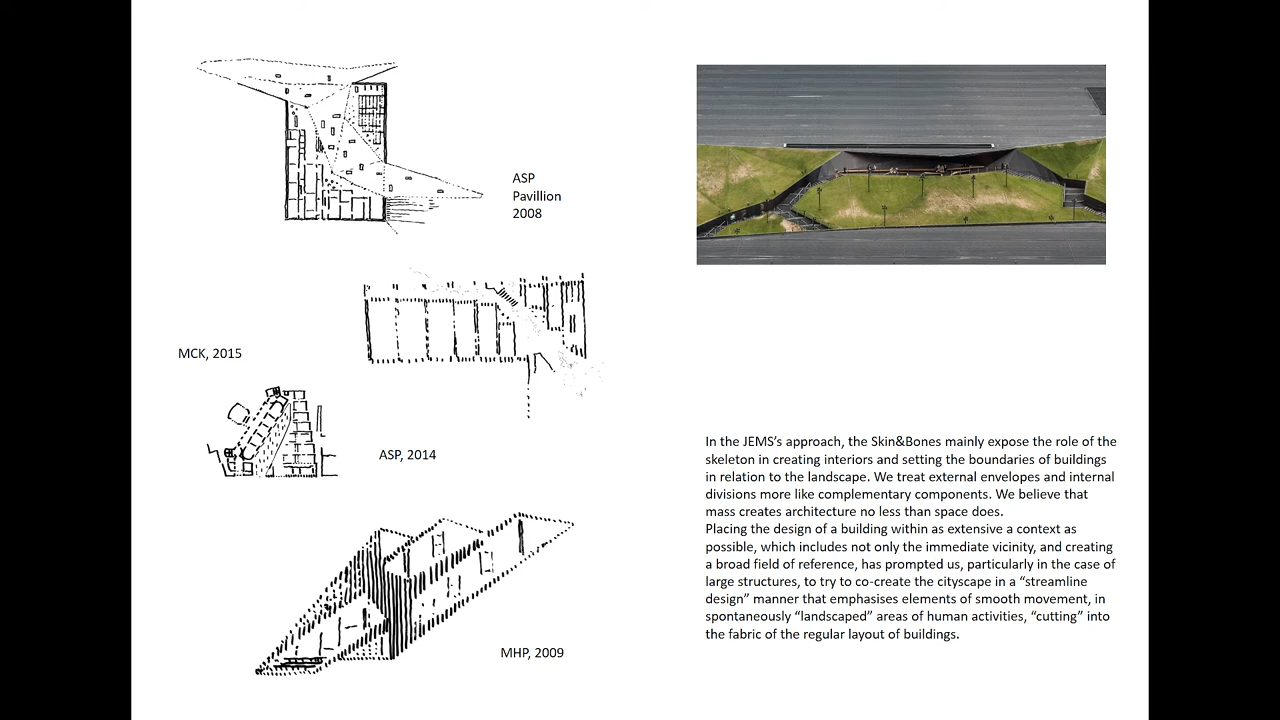 ASP
Pavillion
2008
MCK, 2015
ASP, 2014
MHP, 2009
In the JEMS's approach, the Skin&Bones mainly expose the role of the
skeleton in creating interiors and setting the boundaries of buildings
in relation to the landscape. We treat external envelopes and internal
divisions more like complementary components. We believe that
mass creates architecture no less than space does.
Placing the design of a building within as extensive a context as
possible, which includes not only the immediate vicinity, and creating
a broad field of reference, has prompted us, particularly in the case of
large structures, to try to co-create the cityscape in a “streamline
design” manner that emphasises elements of smooth movement, in
spontaneously “landscaped” areas of human activities, “cutting” into
the fabric of the regular layout of buildings.